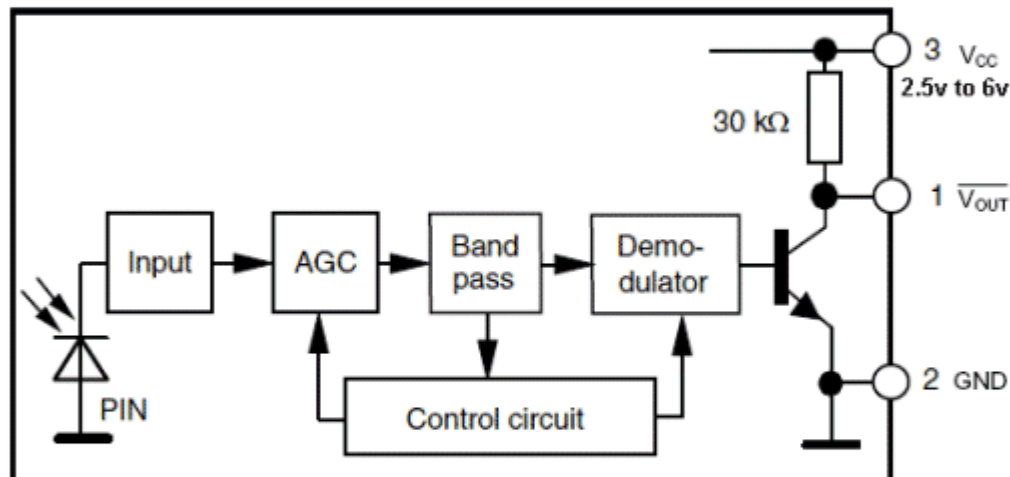 3 VCC
2.5v to 6v
30 kΩ
1 VOUT
Input
AGC
Band
pass
Demo-
dulator
2 GND
PIN
Control circuit